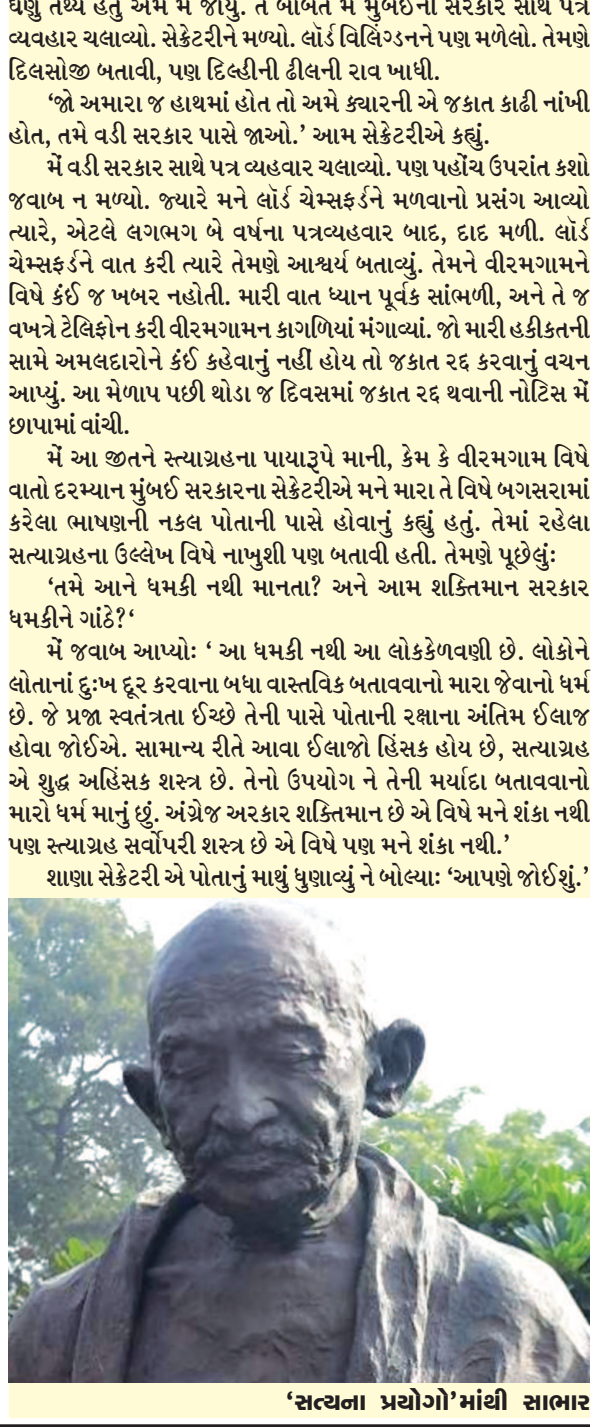 ઘણું તથ્ય હતું એમ મેં જોયું. તે બાબત મેં મુંબઈની સરકાર સાથે પત્ર
વ્યવહાર ચલાવ્યો. સેક્રેટરીને મળ્યો. લૉર્ડ વિલિંગ્ડનને પણ મળેલો. તેમણે
દિલસોજી બતાવી, પણ દિલ્હીની ઢીલની રાવ ખાધી.
‘જો અમારા જ હાથમાં હોત તો અમે ક્યારની એ જકાત કાઢી નાંખી
હોત, તમે વડી સરકાર પાસે જાઓ.’ આમ સેક્રેટરીએ કહ્યું.
મેં વડી સરકાર સાથે પત્ર વ્યહવાર ચલાવ્યો. પણ પહોંચ ઉપરાંત કશો
જવાબ ન મળ્યો. જ્યારે મને લૉર્ડ ચેમ્સફર્ડને મળવાનો પ્રસંગ આવ્યો
ત્યારે, એટલે લગભગ બે વર્ષના પત્રવ્યહવાર બાદ, દાદ મળી. લૉર્ડ
ચેમ્સફર્ડને વાત કરી ત્યારે તેમણે આશ્ચર્ય બતાવ્યું. તેમને વીરમગામને
વિષે કંઈ જ ખબર નહોતી. મારી વાત ધ્યાન પૂર્વક સાંભળી, અને તે જ
વખત્રે ટેલિફોન કરી વીરમગામન કાગળિયાં મંગાવ્યાં. જો મારી હકીકતની
સામે અમલદારોને કંઈ કહેવાનું નહીં હોય તો જકાત રદ્દ કરવાનું વચન
આપ્યું. આ મેળાપ પછી થોડા જ દિવસમાં જકાત રદ્દ થવાની નોટિસ મેં
છાપામાં વાંચી.
મેં આ જીતને સ્ત્યાગ્રહના પાયારૂપે માની, કેમ કે વીરમગામ વિષે
વાતો દરમ્યાન મુંબઈ સરકારના સેક્રેટરીએ મને મારા તે વિષે બગસરામાં
કરેલા ભાષણની નકલ પોતાની પાસે હોવાનું કહ્યું હતું. તેમાં રહેલા
સત્યાગ્રહના ઉલ્લેખ વિષે નાખુશી પણ બતાવી હતી. તેમણે પૂછેલુંઃ
‘તમે આને ધમકી નથી માનતા? અને આમ શક્તિમાન સરકાર
ધમકીને ગાંઠે?‘
મેં જવાબ આપ્યોઃ ‘ આ ધમકી નથી આ લોકકેળવણી છે. લોકોને
લોતાનાં દુઃખ દૂર કરવાના બધા વાસ્તવિક બતાવવાનો મારા જેવાનો ધર્મ
છે. જે પ્રજા સ્વતંત્રતા ઈચ્છે તેની પાસે પોતાની રક્ષાના અંતિમ ઈલાજ
હોવા જોઈએ. સામાન્ય રીતે આવા ઈલાજો હિંસક હોય છે, સત્યાગ્રહ
એ શુદ્ધ અહિંસક શસ્ત્ર છે. તેનો ઉપયોગ ને તેની મર્યાદા બતાવવાનો
મારો ધર્મ માનું છું. અંગ્રેજ અરકાર શક્તિમાન છે એ વિષે મને શંકા નથી
પણ સ્ત્યાગ્રહ સર્વોપરી શસ્ત્ર છે એ વિષે પણ મને શંકા નથી.’
શાણા સેક્રેટરી એ પોતાનું માથું ધુણાવ્યું ને બોલ્યાઃ ‘આપણે જોઈશું.’
‘સત્યના પ્રયોગો’માંથી સાભાર